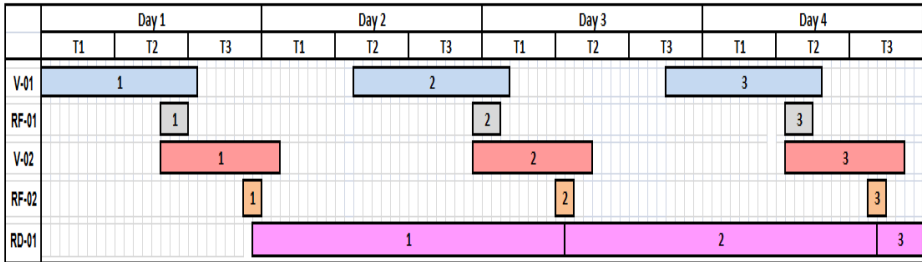 Day 1 Day 2 Day 3 Day 4
T1 T2 T3 T1 T2 T3 T1 T2 T3 T1 T2 T3
V-01 1 2 3
RF-01 1 2 3
V-02 1 2 3
RF-02 1 2 3
RD-01 1 2 3